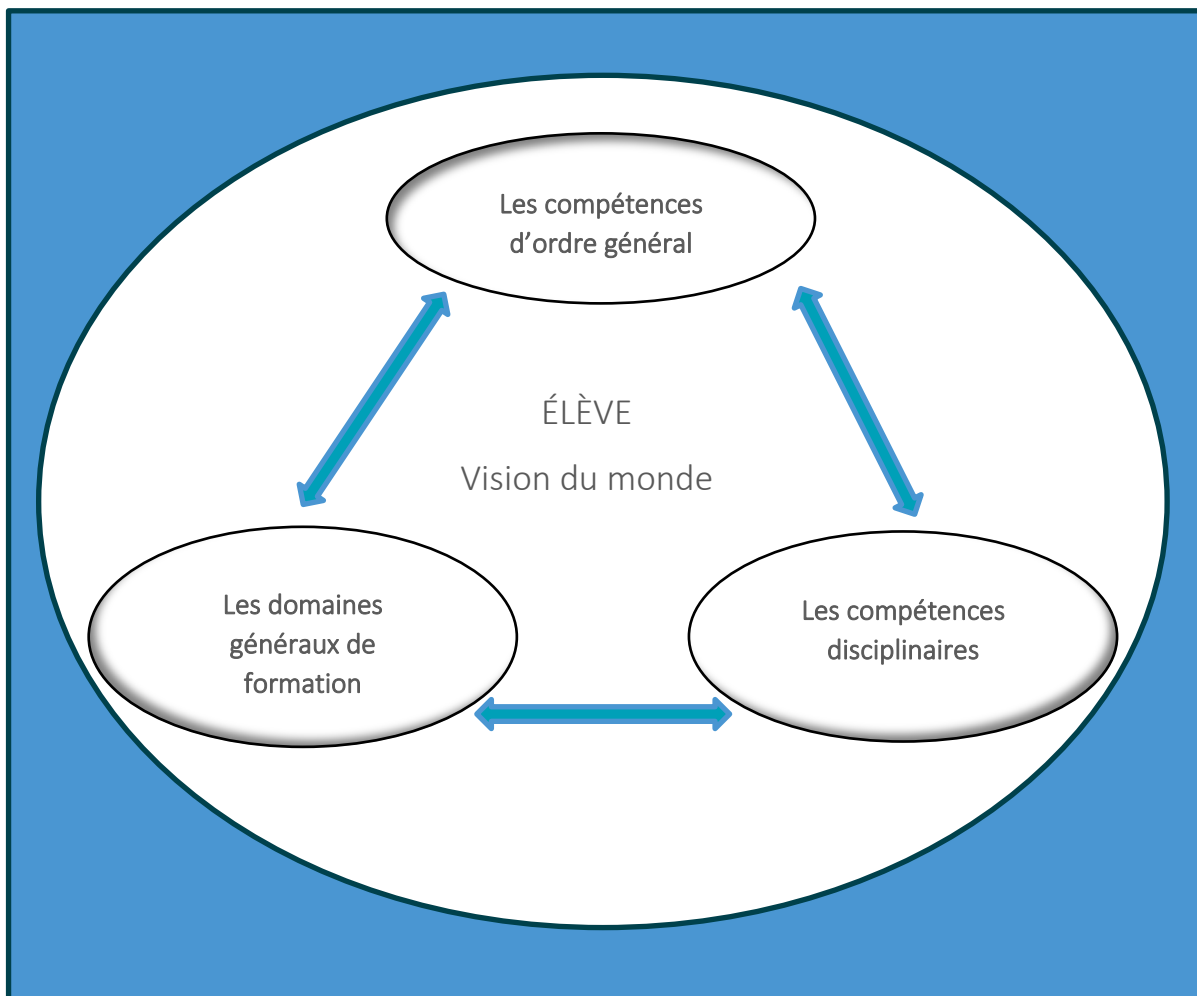 Les compétences
d’ordre général
ÉLÈVE
Vision du monde
Les domaines
généraux de
formation
Les compétences
disciplinaires